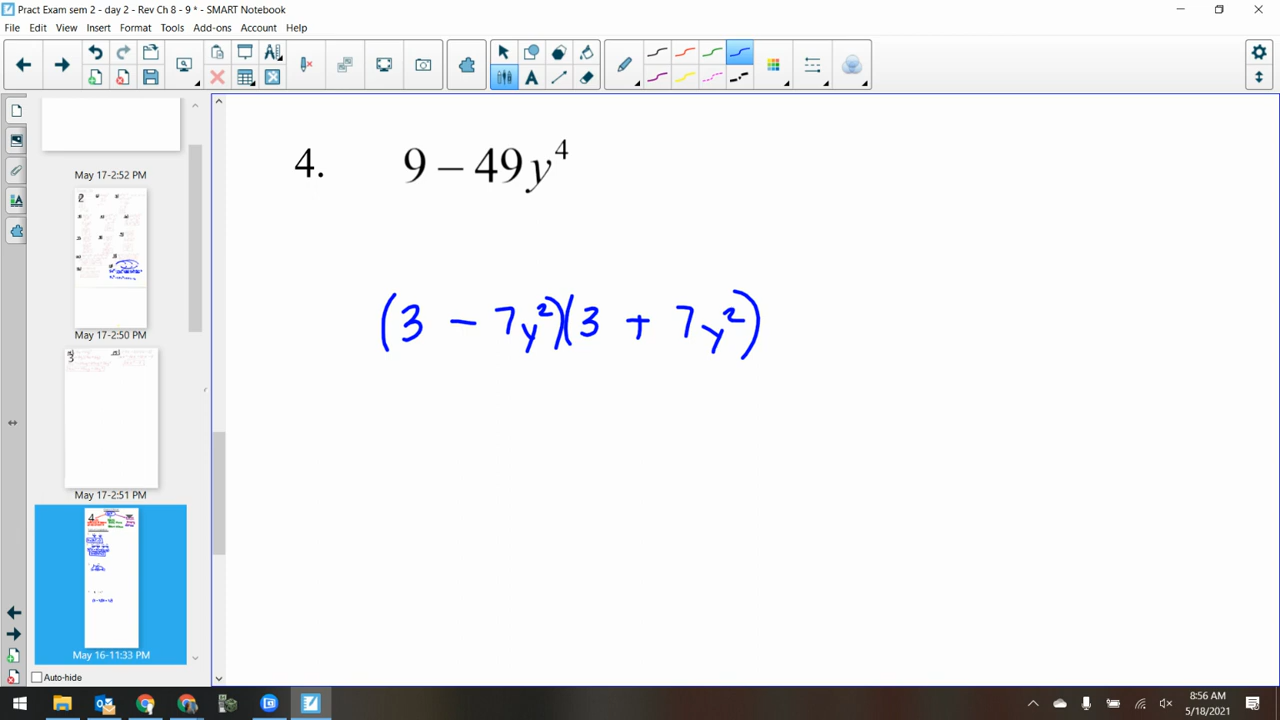 Pract Exam sem 2 - day 2 - Rev Ch 8 - 9 * - SMART Notebook
File Edit View Insert Format Tools Add-ons Account Help
May 17-2:52 PM
2
May 17-2:50 PM
3
May 17-2:51 PM
4
May 16-11:33 PM
Auto-hide
4. 9 – 49y⁴
(3 - 7y²)(3 + 7y²)
8:56 AM
5/18/2021